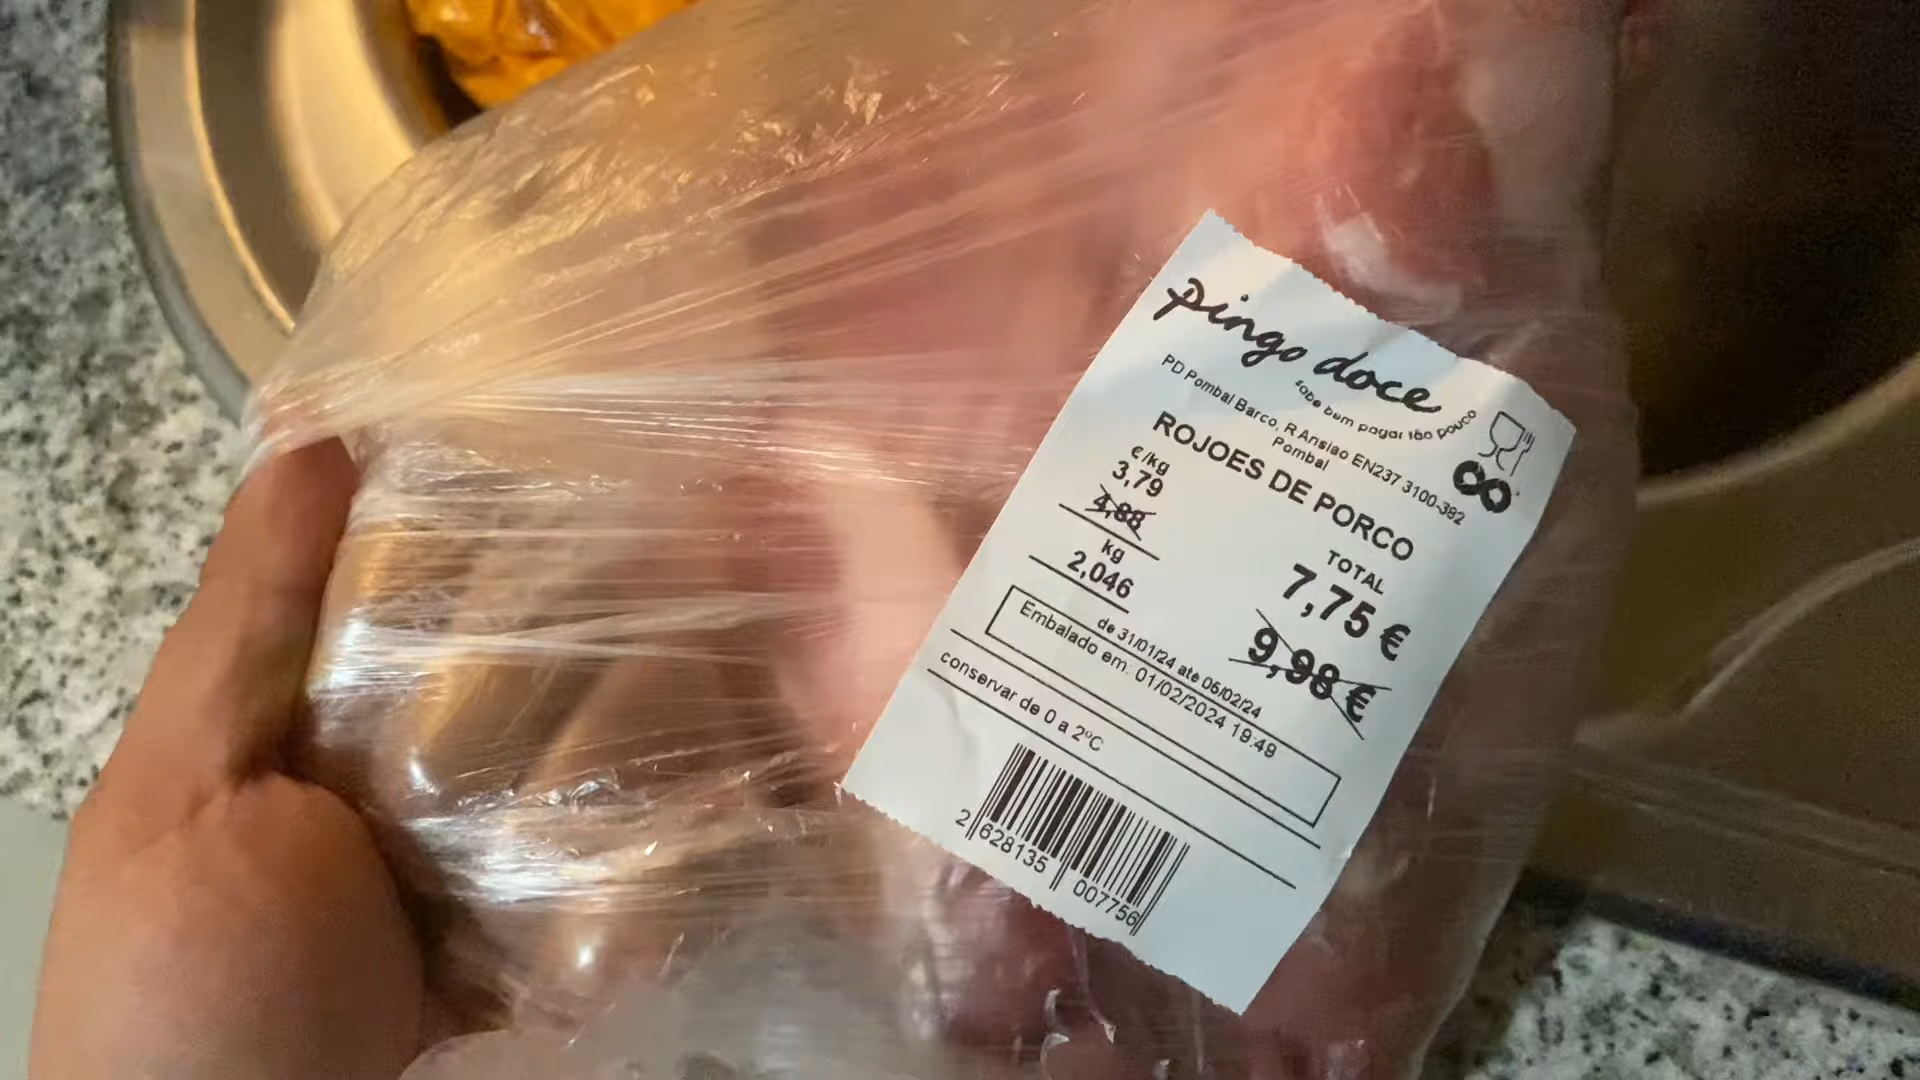 pingo doce
sabe bem pagar tão pouco
PD Pombal Barco, R Ansiao EN237 3100-392
Pombal
ROJOES DE PORCO
€/kg
3,79
4,88
kg
2,046
TOTAL
7,75 €
9,98 €
de 31/01/24 até 06/02/24
Embalado em: 01/02/2024 19:49
conservar de 0 a 2ºC
2 628135 007756